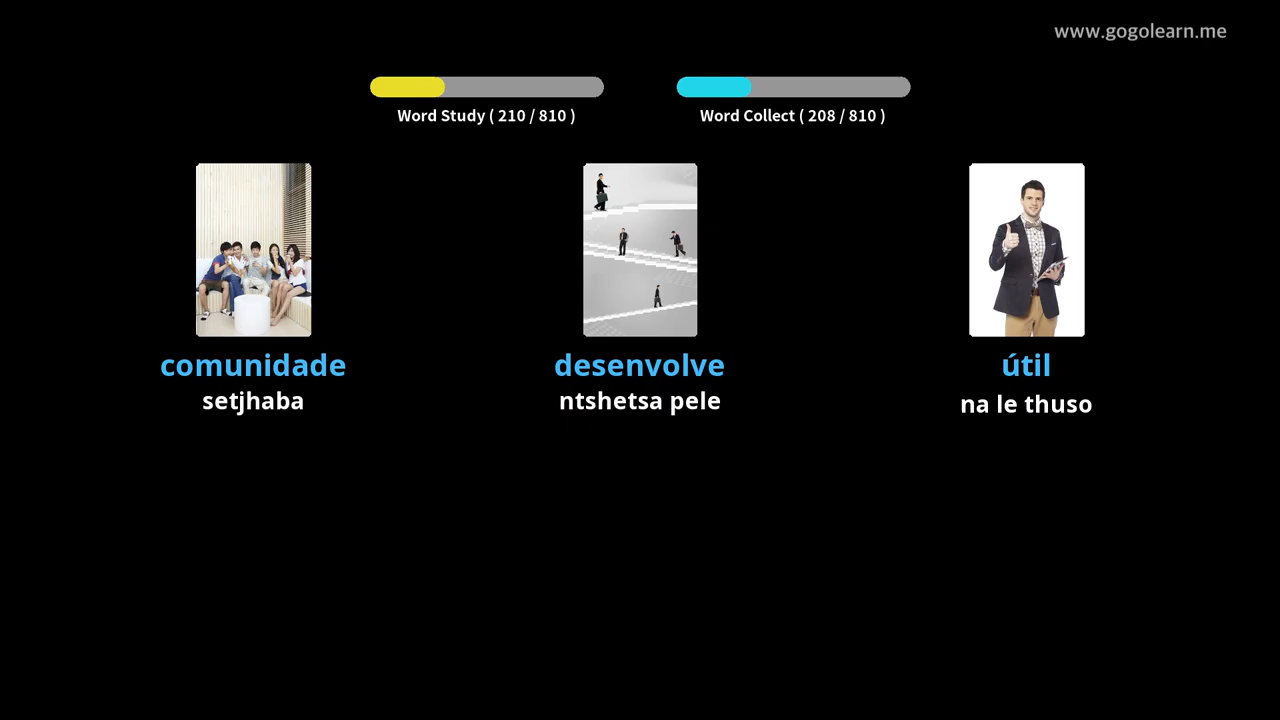 www.gogolearn.me
Word Study ( 210 / 810 )
Word Collect ( 208 / 810 )
comunidade
setjhaba
desenvolve
ntshetsa pele
útil
na le thuso